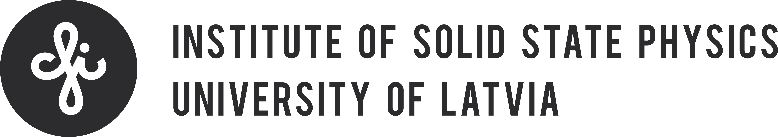 INSTITUTE OF SOLID STATE PHYSICS
UNIVERSITY OF LATVIA